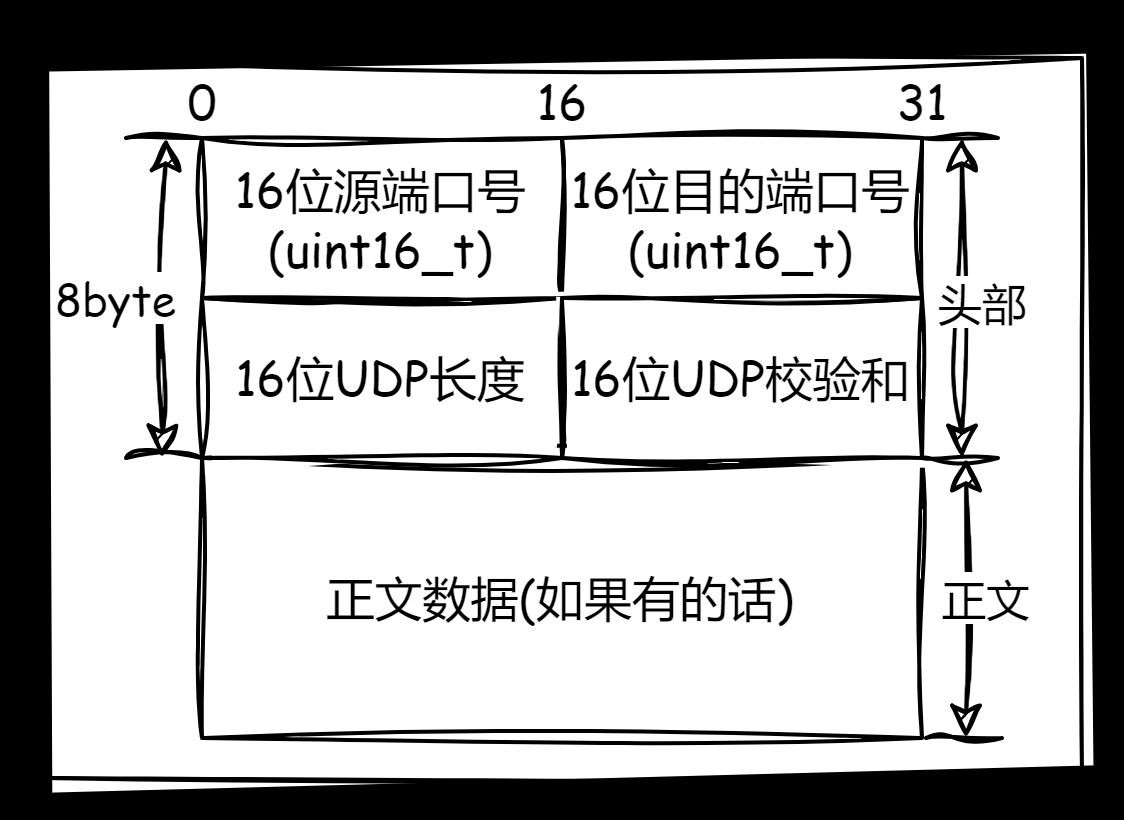 0 16 31
16位源端口号 16位目的端口号
(uint16_t) (uint16_t)
8byte 头部
16位UDP长度 16位UDP校验和
正文数据(如果有的话) 正文